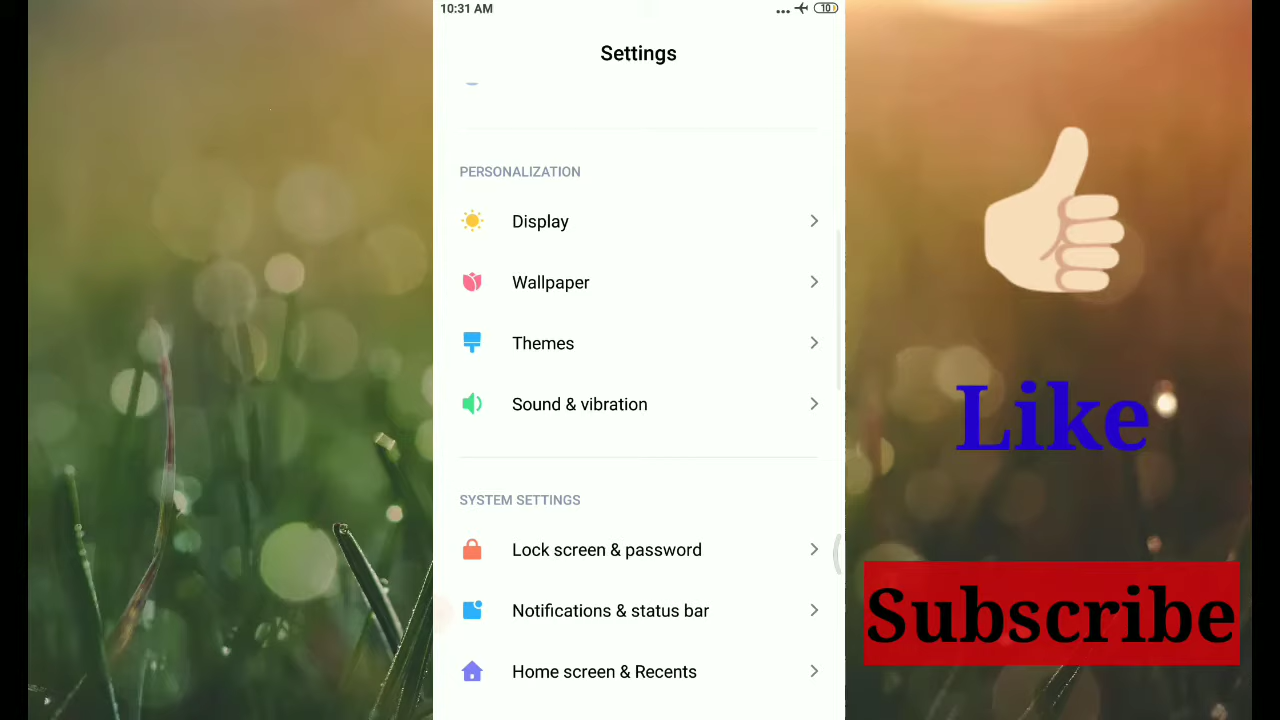 10:31 AM
10
Settings
PERSONALIZATION
Display
Wallpaper
Themes
Sound & vibration
SYSTEM SETTINGS
Lock screen & password
Notifications & status bar
Home screen & Recents
Like
Subscribe